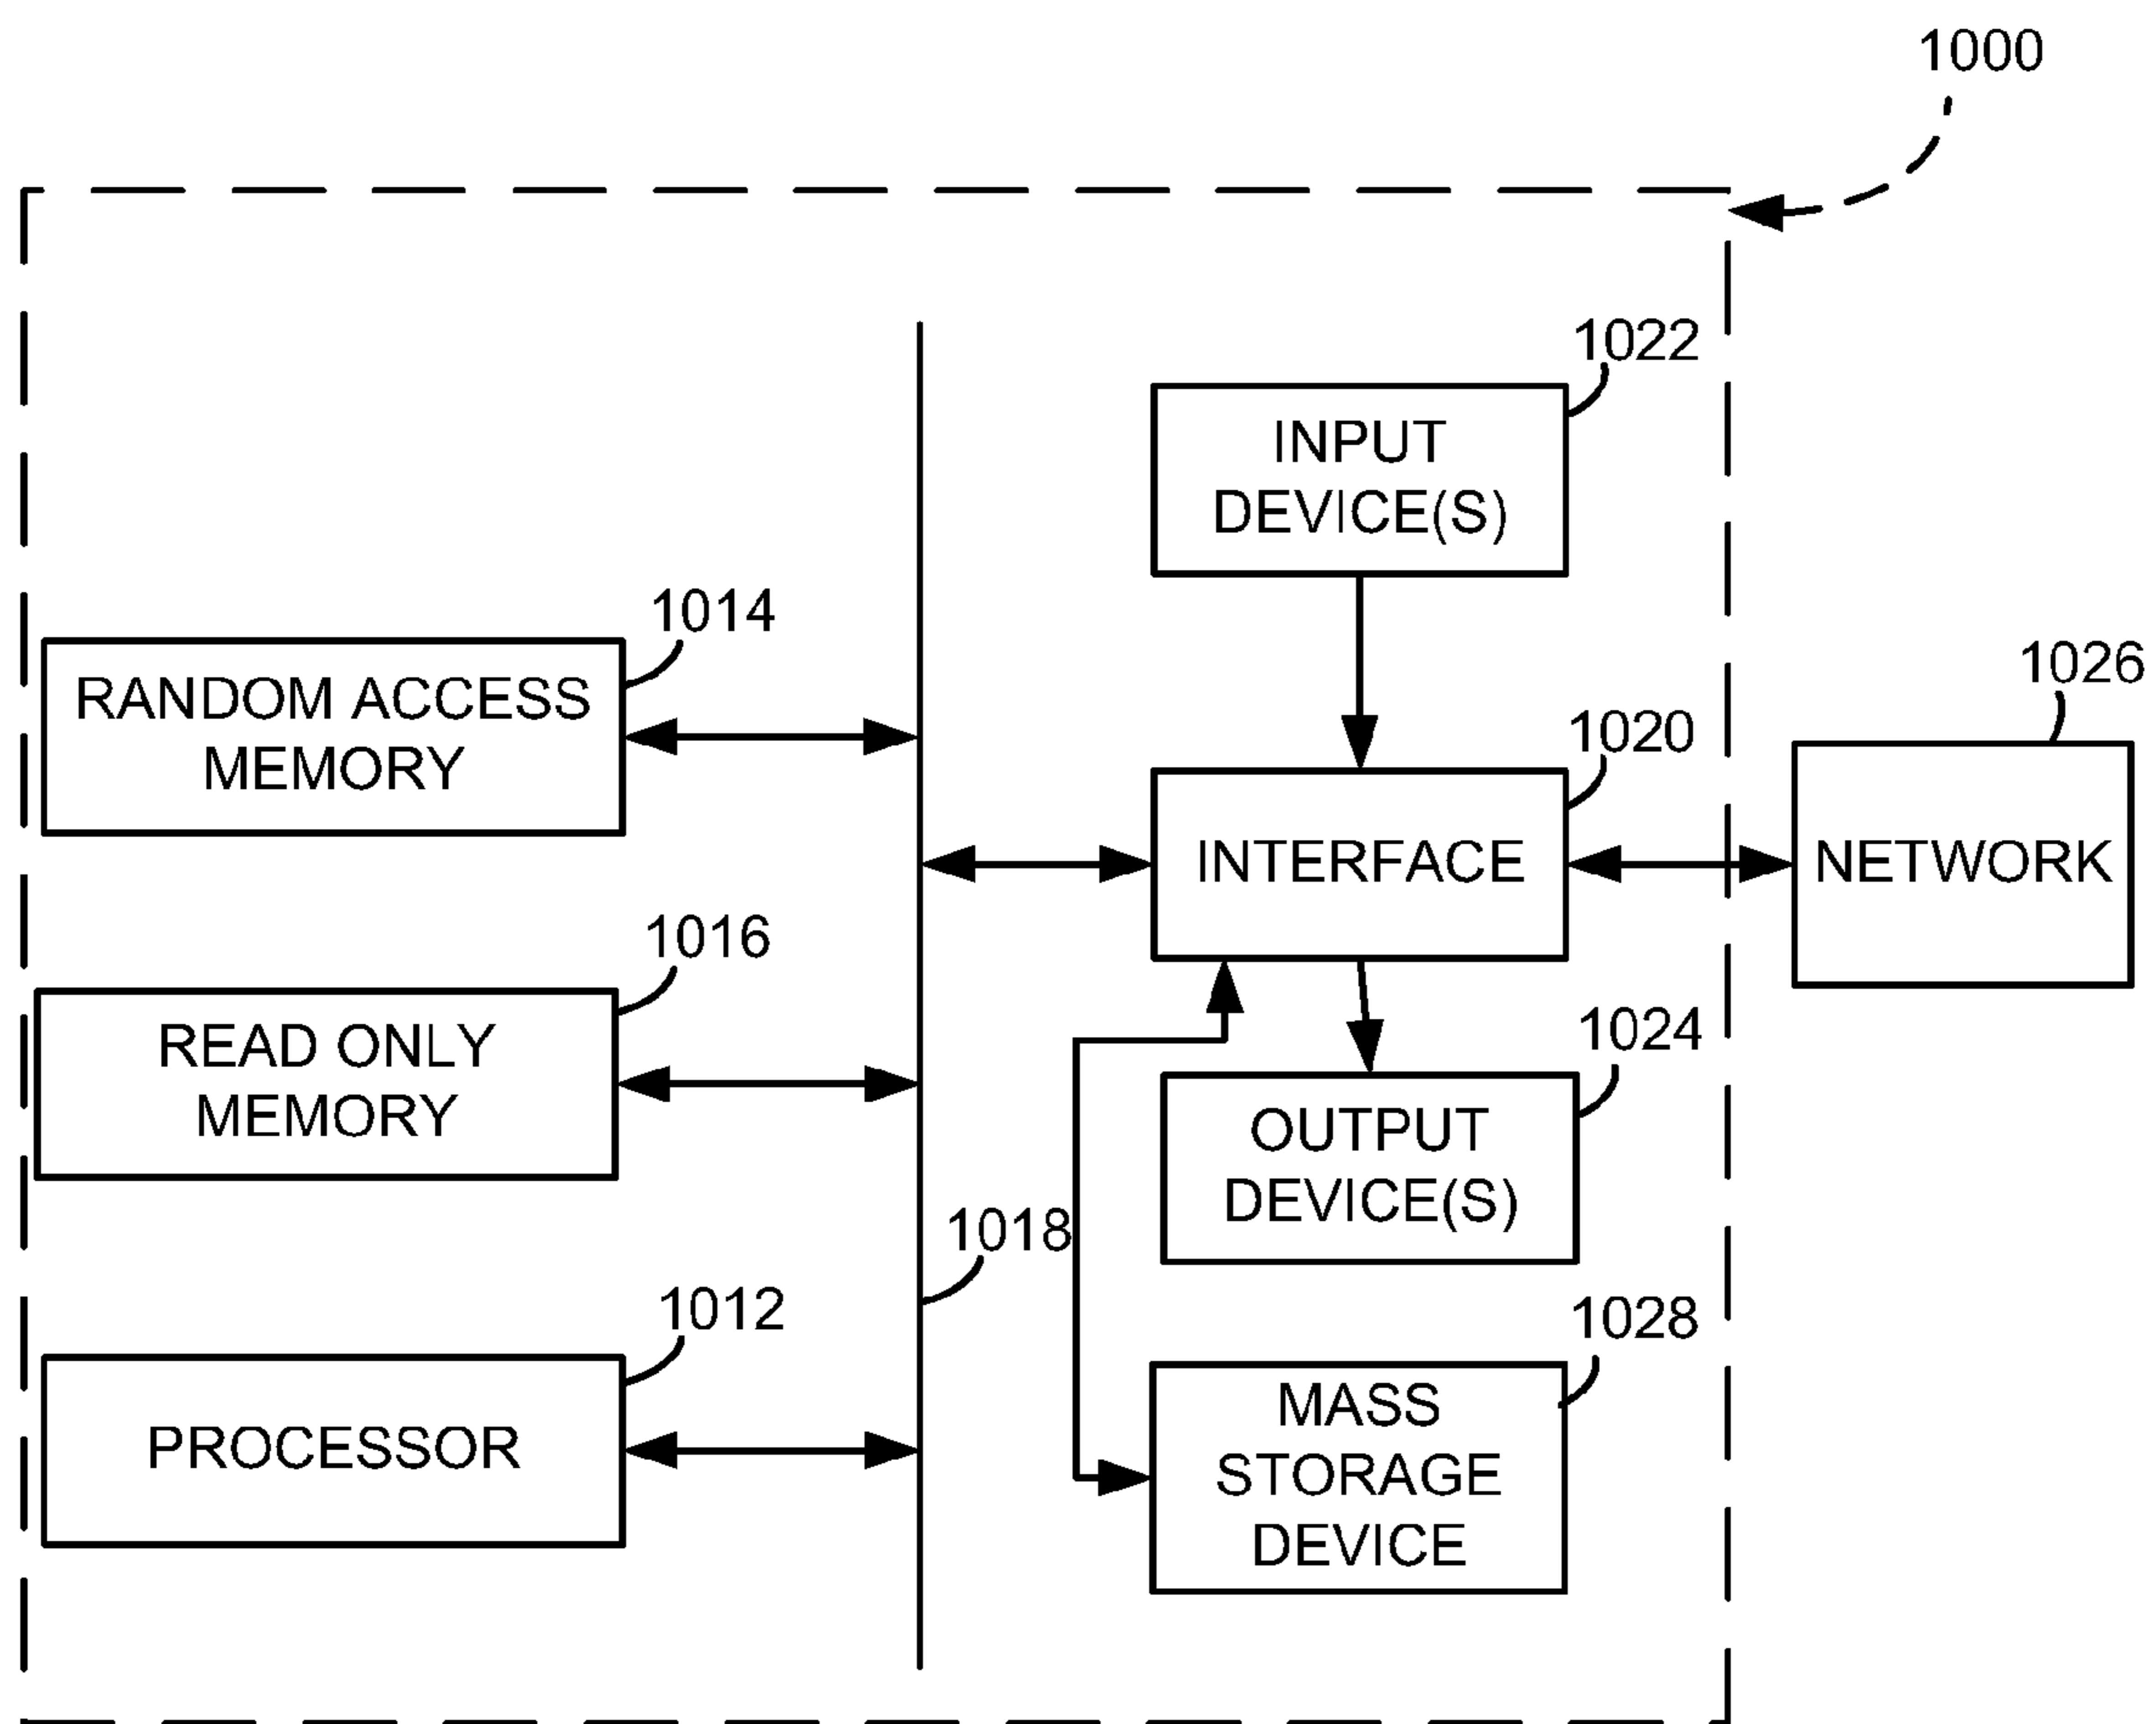 1000
1022
INPUT
DEVICE(S)
1014
RANDOM ACCESS
MEMORY
1026
1020
INTERFACE
NETWORK
1016
READ ONLY
MEMORY
1024
OUTPUT
DEVICE(S)
1018
1012
PROCESSOR
1028
MASS
STORAGE
DEVICE